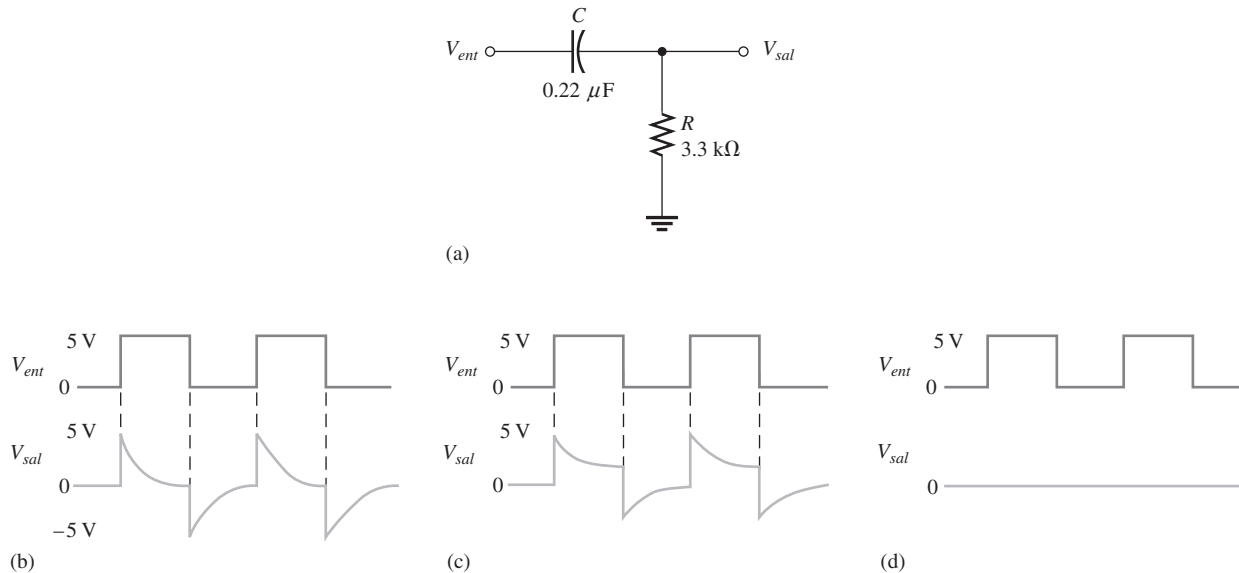 C
V_ent V_sal
0.22 μF
R
3.3 kΩ
(a)
5 V
V_ent
0
5 V
V_sal
0
−5 V
(b)
5 V
V_ent
0
5 V
V_sal
0
(c)
5 V
V_ent
0
V_sal
0
(d)